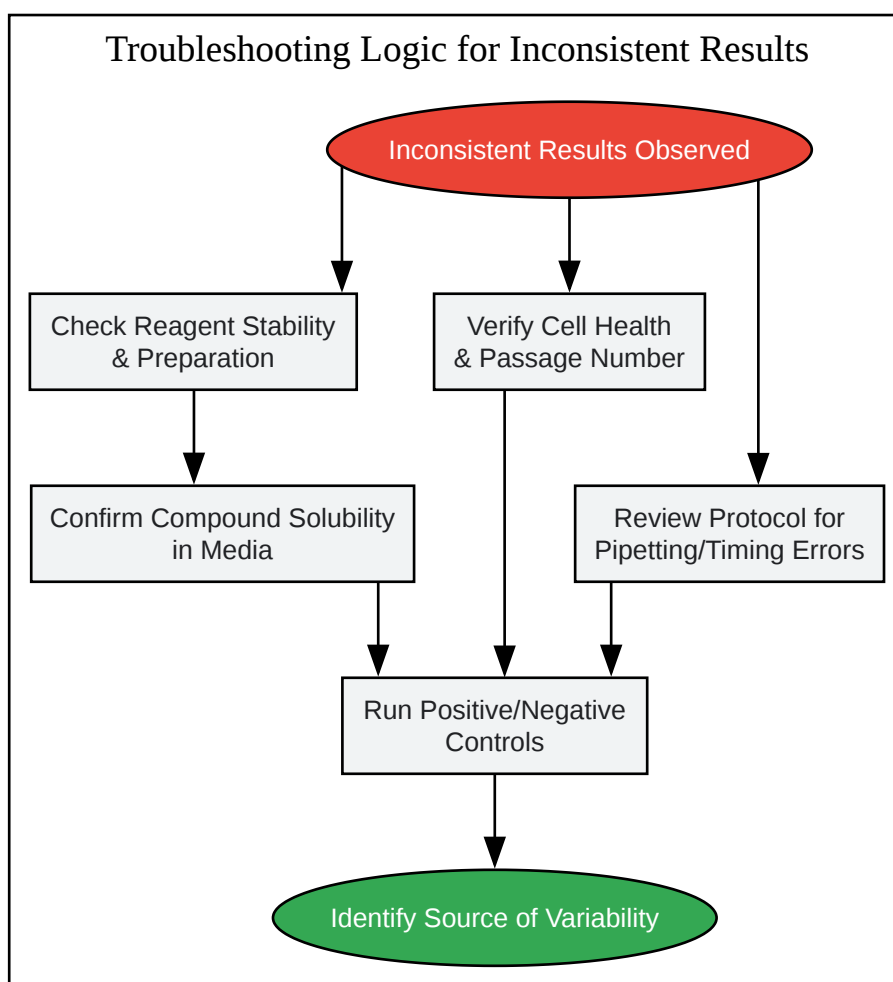 Troubleshooting Logic for Inconsistent Results
Inconsistent Results Observed
Check Reagent Stability
& Preparation
Verify Cell Health
& Passage Number
Confirm Compound Solubility
in Media
Review Protocol for
Pipetting/Timing Errors
Run Positive/Negative
Controls
Identify Source of Variability